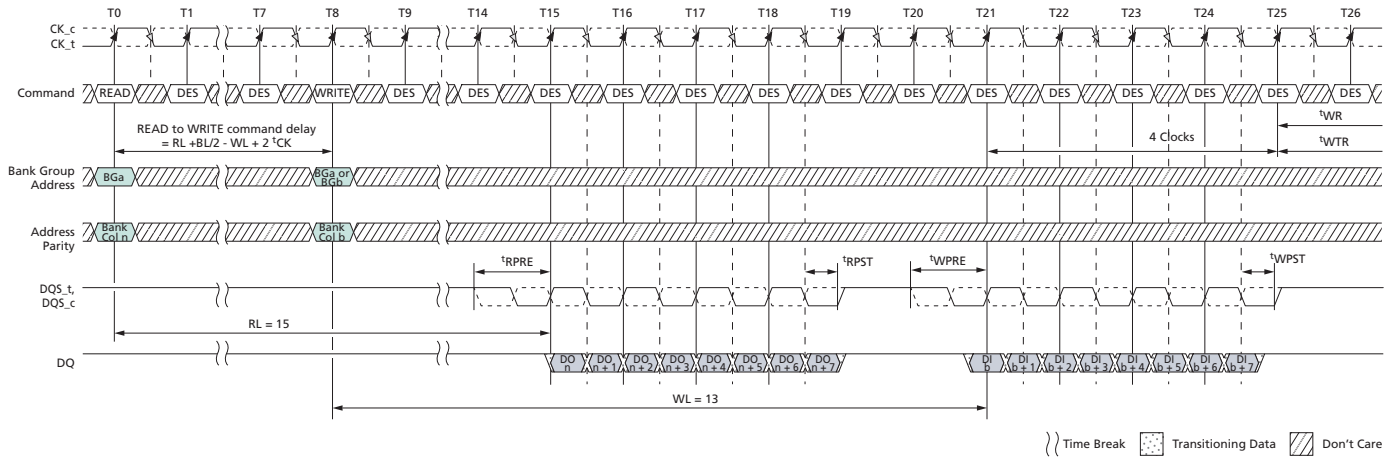 T0 T1 T7 T8 T9 T14 T15 T16 T17 T18 T19 T20 T21 T22 T23 T24 T25 T26
CK_c
CK_t
Command READ DES DES WRITE DES DES DES DES DES DES DES DES DES DES DES DES DES DES
tWR
READ to WRITE command delay
= RL +BL/2 - WL + 2 tCK
4 Clocks
tWTR
Bank Group
Address
BGa
BGa or
BGb
Address
Parity
Bank
Col n
Bank
Col b
tRPRE tRPST tWPRE tWPST
DQS_t,
DQS_c
RL = 15
DQ
DO
n
DO
n + 1
DO
n + 2
DO
n + 3
DO
n + 4
DO
n + 5
DO
n + 6
DO
n + 7
DI
b
DI
b + 1
DI
b + 2
DI
b + 3
DI
b + 4
DI
b + 5
DI
b + 6
DI
b + 7
WL = 13
Time Break Transitioning Data Don't Care